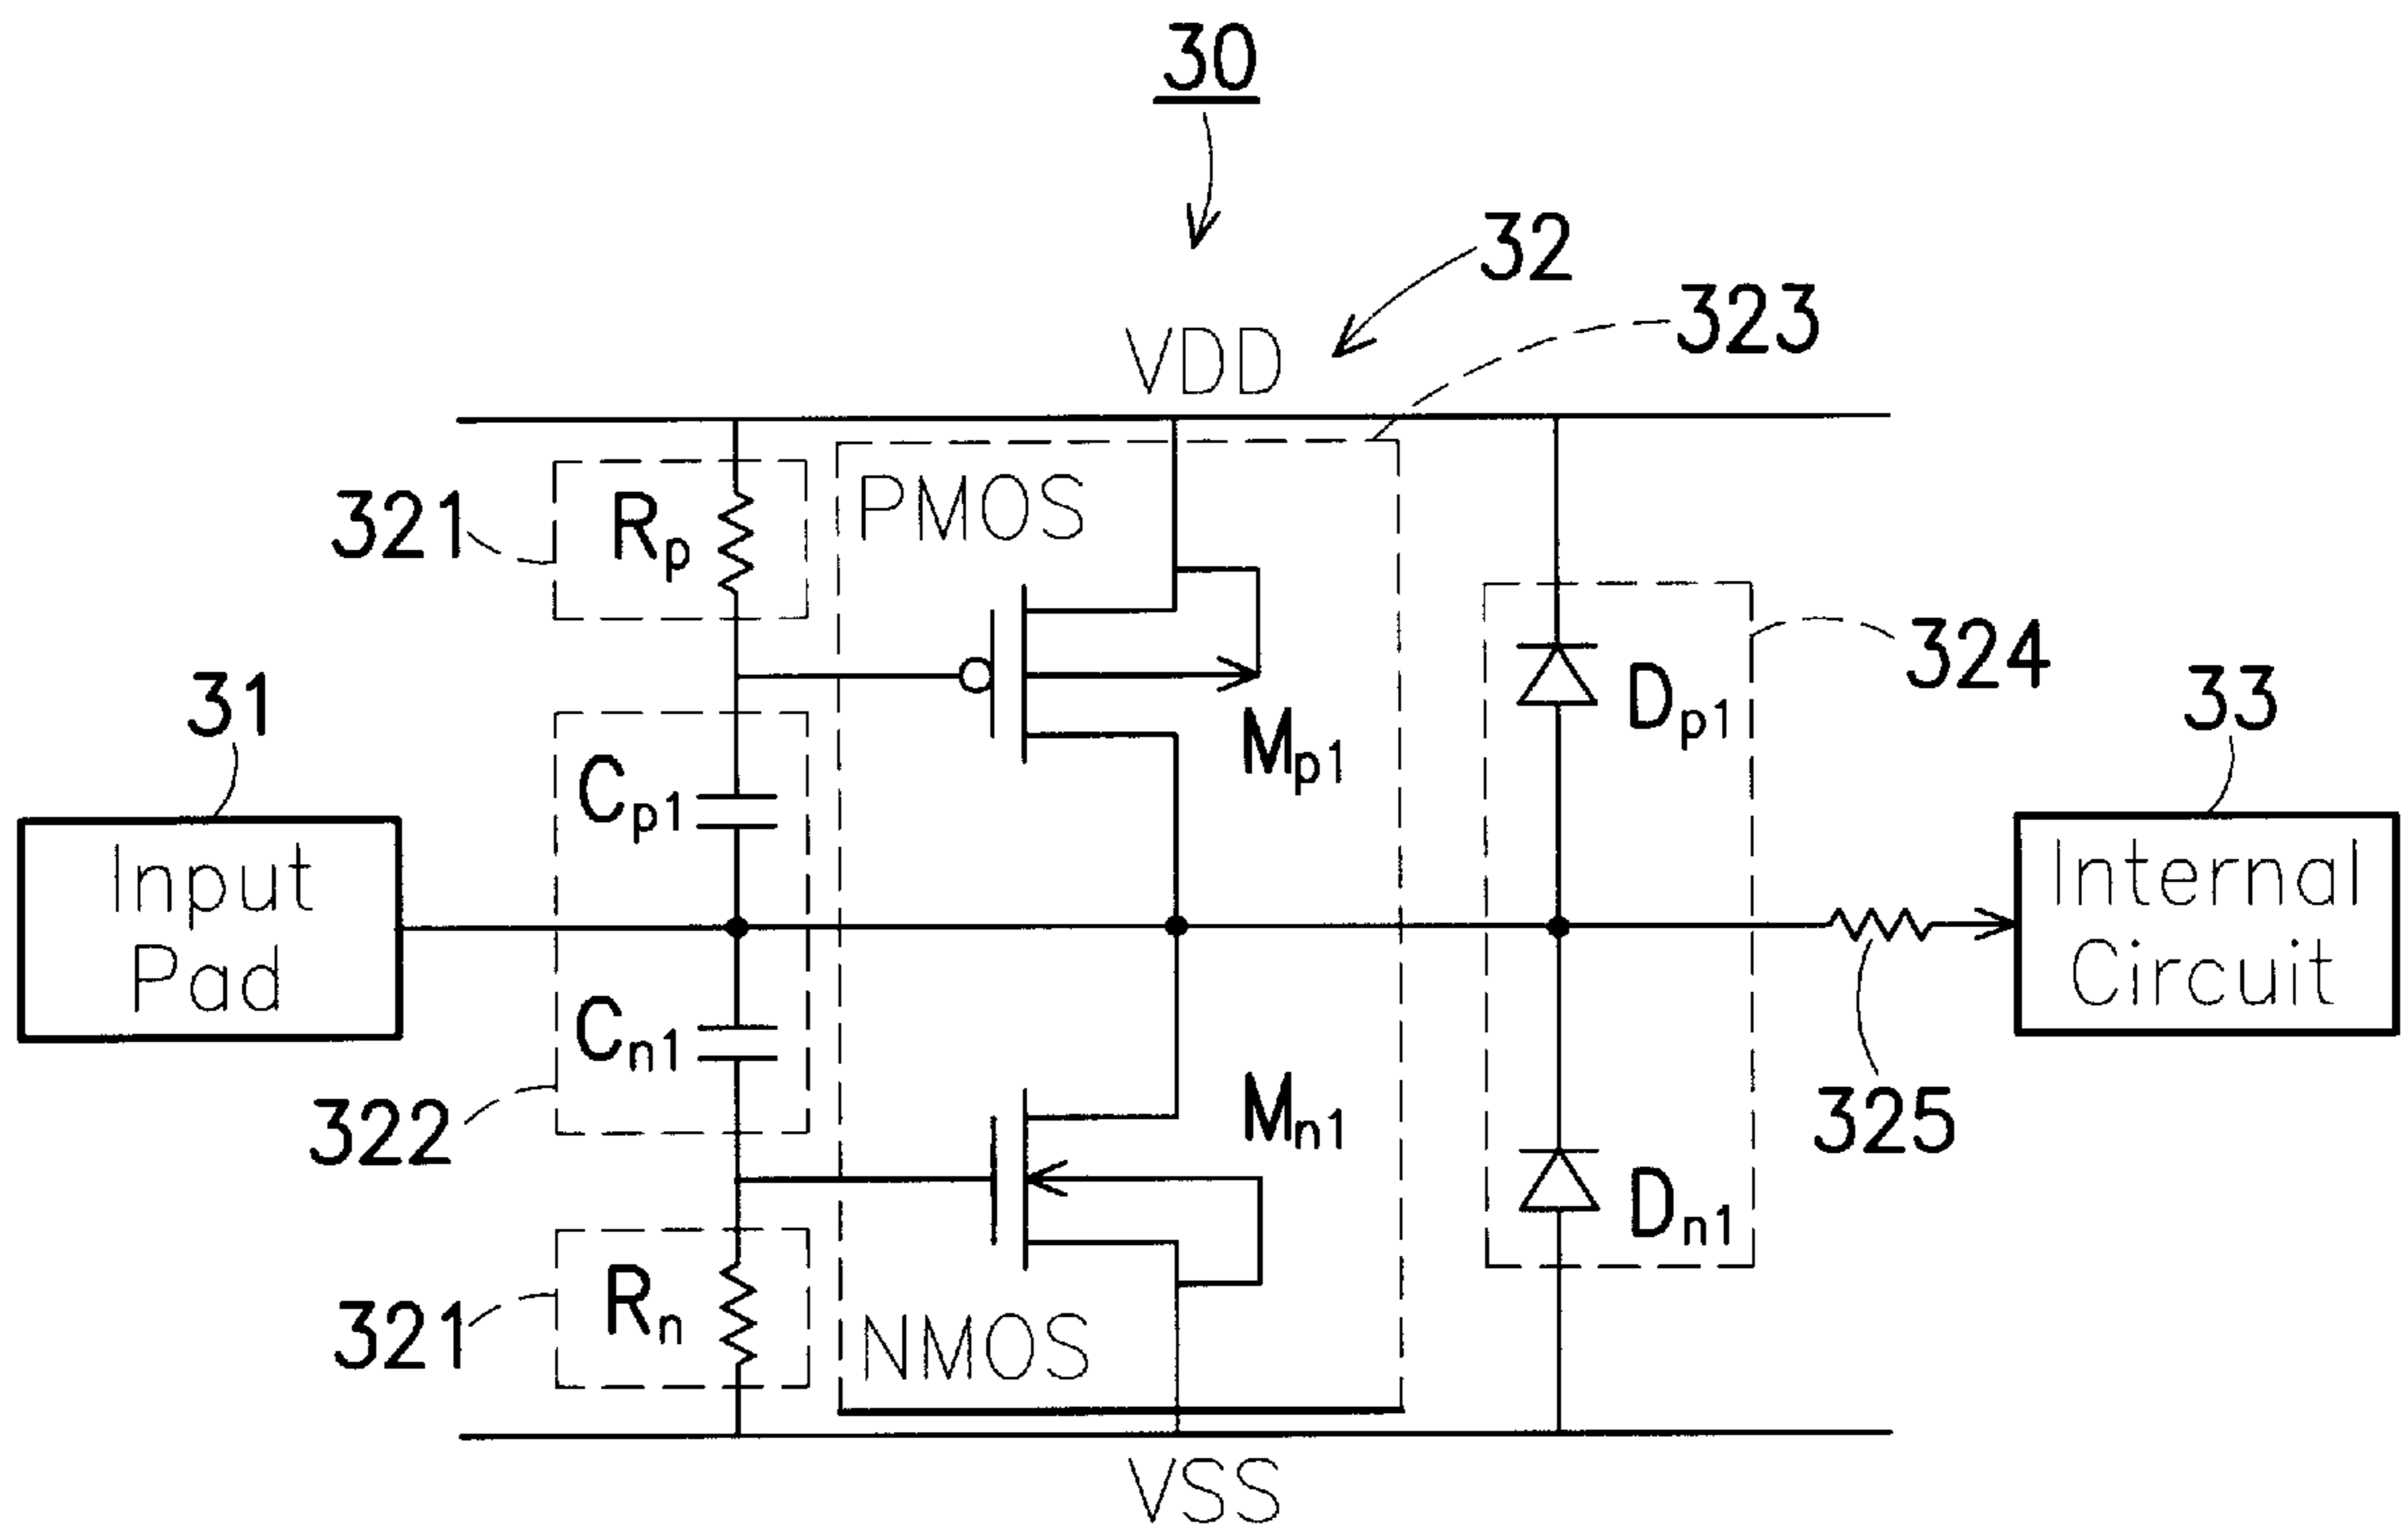 30
32
323
VDD
321
Rp
PMOS
324
31
Dp1
33
Mp1
Cp1
Input
Pad
Internal
Circuit
Cn1
322
Mn1
325
Dn1
321
Rn
NMOS
VSS